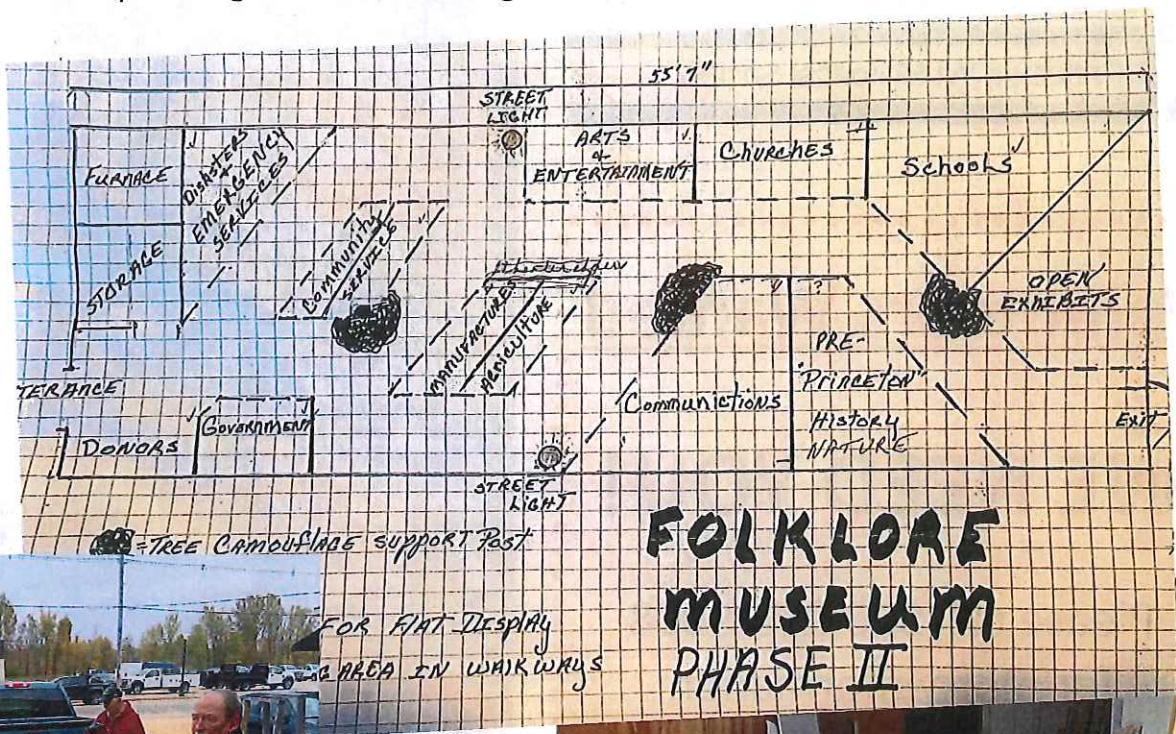 55'7"
STREET
LIGHT
FURNACE
DISASTERS
+
EMERGENCY
SERVICES
ARTS
&
ENTERTAINMENT
CHURCHES
Schools
STORAGE
Community
SERVICE
MANUFACTURES
AGRICULTURE
OPEN
EXHIBITS
PRE-
"PRINCETON"
HISTORY
NATURE
Communictions
TERANCE
DONORS
GOVERNMENT
Exit
STREET
LIGHT
=TREE CAMOUFLAGE SUPPORT POST
FOLKLORE
MUSEUM
PHASE II
FOR FLAT DISPLAY
AREA IN WALKWAYS